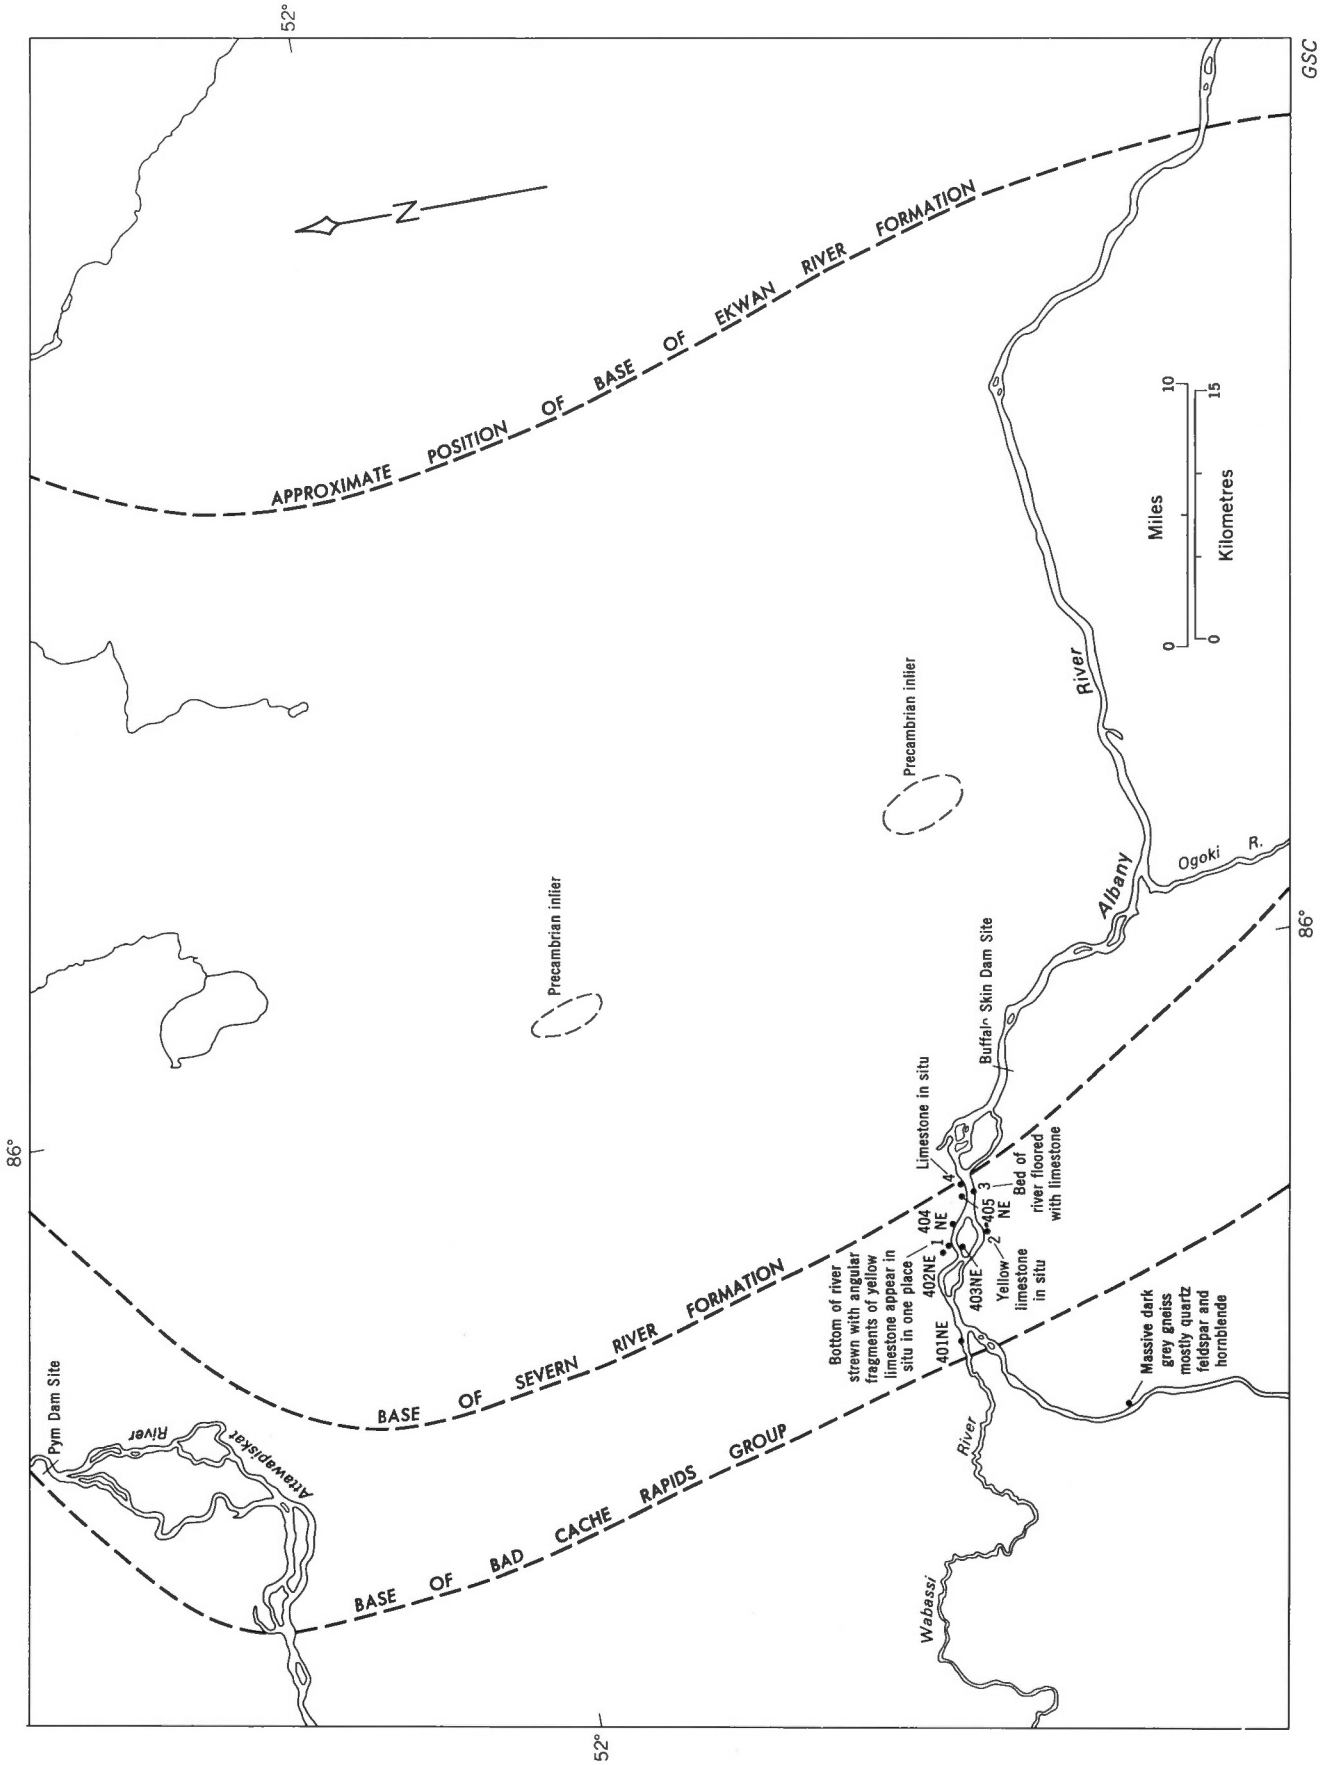 52°
GSC
APPROXIMATE POSITION OF BASE OF EKWAN RIVER FORMATION
N
Miles
0 10
0 15
Kilometres
River
Albany
Ogoki R.
86°
Precambrian inlier
Precambrian inlier
Buffalo Skin Dam Site
86°
BASE OF SEVERN RIVER FORMATION
Limestone in situ
4
3
Bed of
river floored
with limestone
405
NE
404
NE
1
2
402NE
403NE
Yellow
limestone
in situ
Bottom of river
strewn with angular
fragments of yellow
limestone appear in
situ in one place
401NE
Massive dark
grey gneiss
mostly quartz
feldspar and
hornblende
Pym Dam Site
River
Attawapiskat
BASE OF BAD CACHE RAPIDS GROUP
River
Wabassi
52°